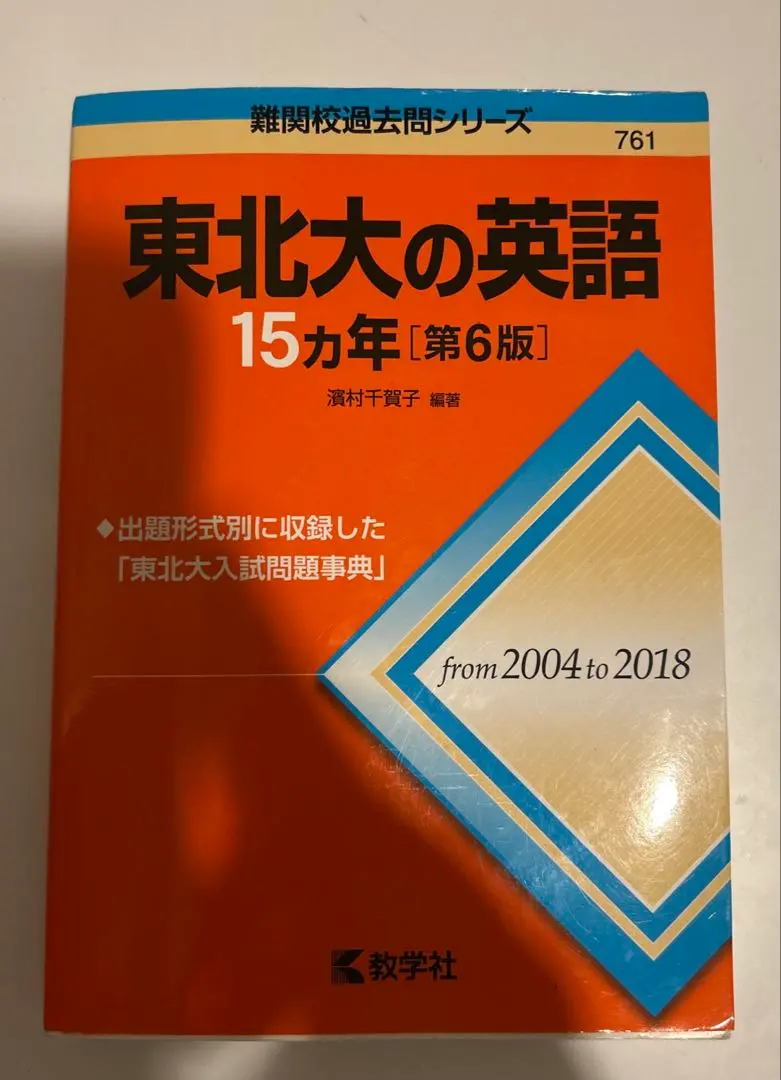 難関校過去問シリーズ
761
東北大の英語
15カ年[第6版]
濱村千賀子 編著
◆出題形式別に収録した
「東北大入試問題事典」
from 2004 to 2018
教学社